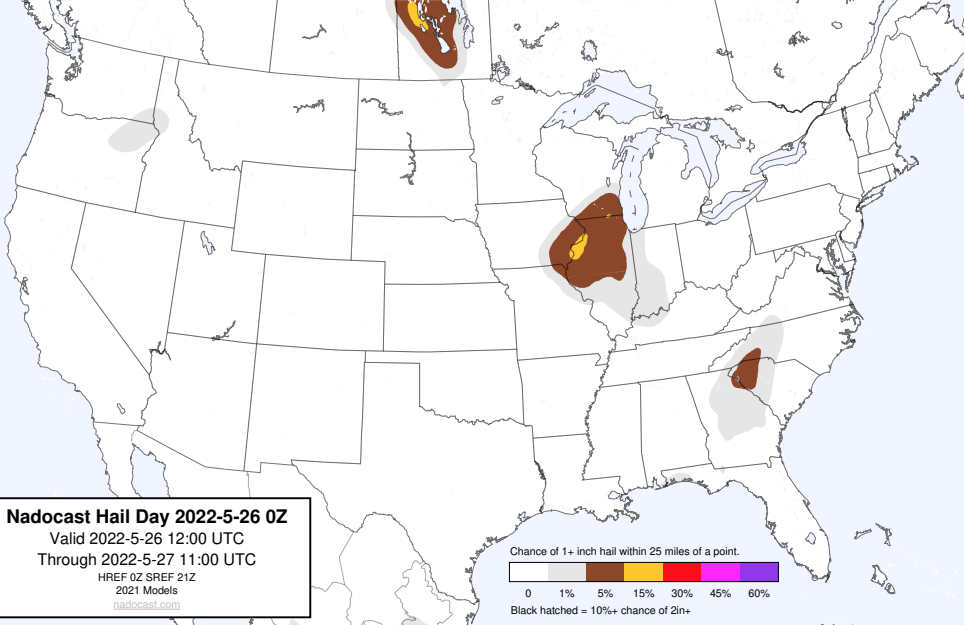 Nadocast Hail Day 2022-5-26 0Z
Valid 2022-5-26 12:00 UTC
Through 2022-5-27 11:00 UTC
HREF 0Z SREF 21Z
2021 Models
nadocast.com
Chance of 1+ inch hail within 25 miles of a point.
0 1% 5% 15% 30% 45% 60%
Black hatched = 10%+ chance of 2in+